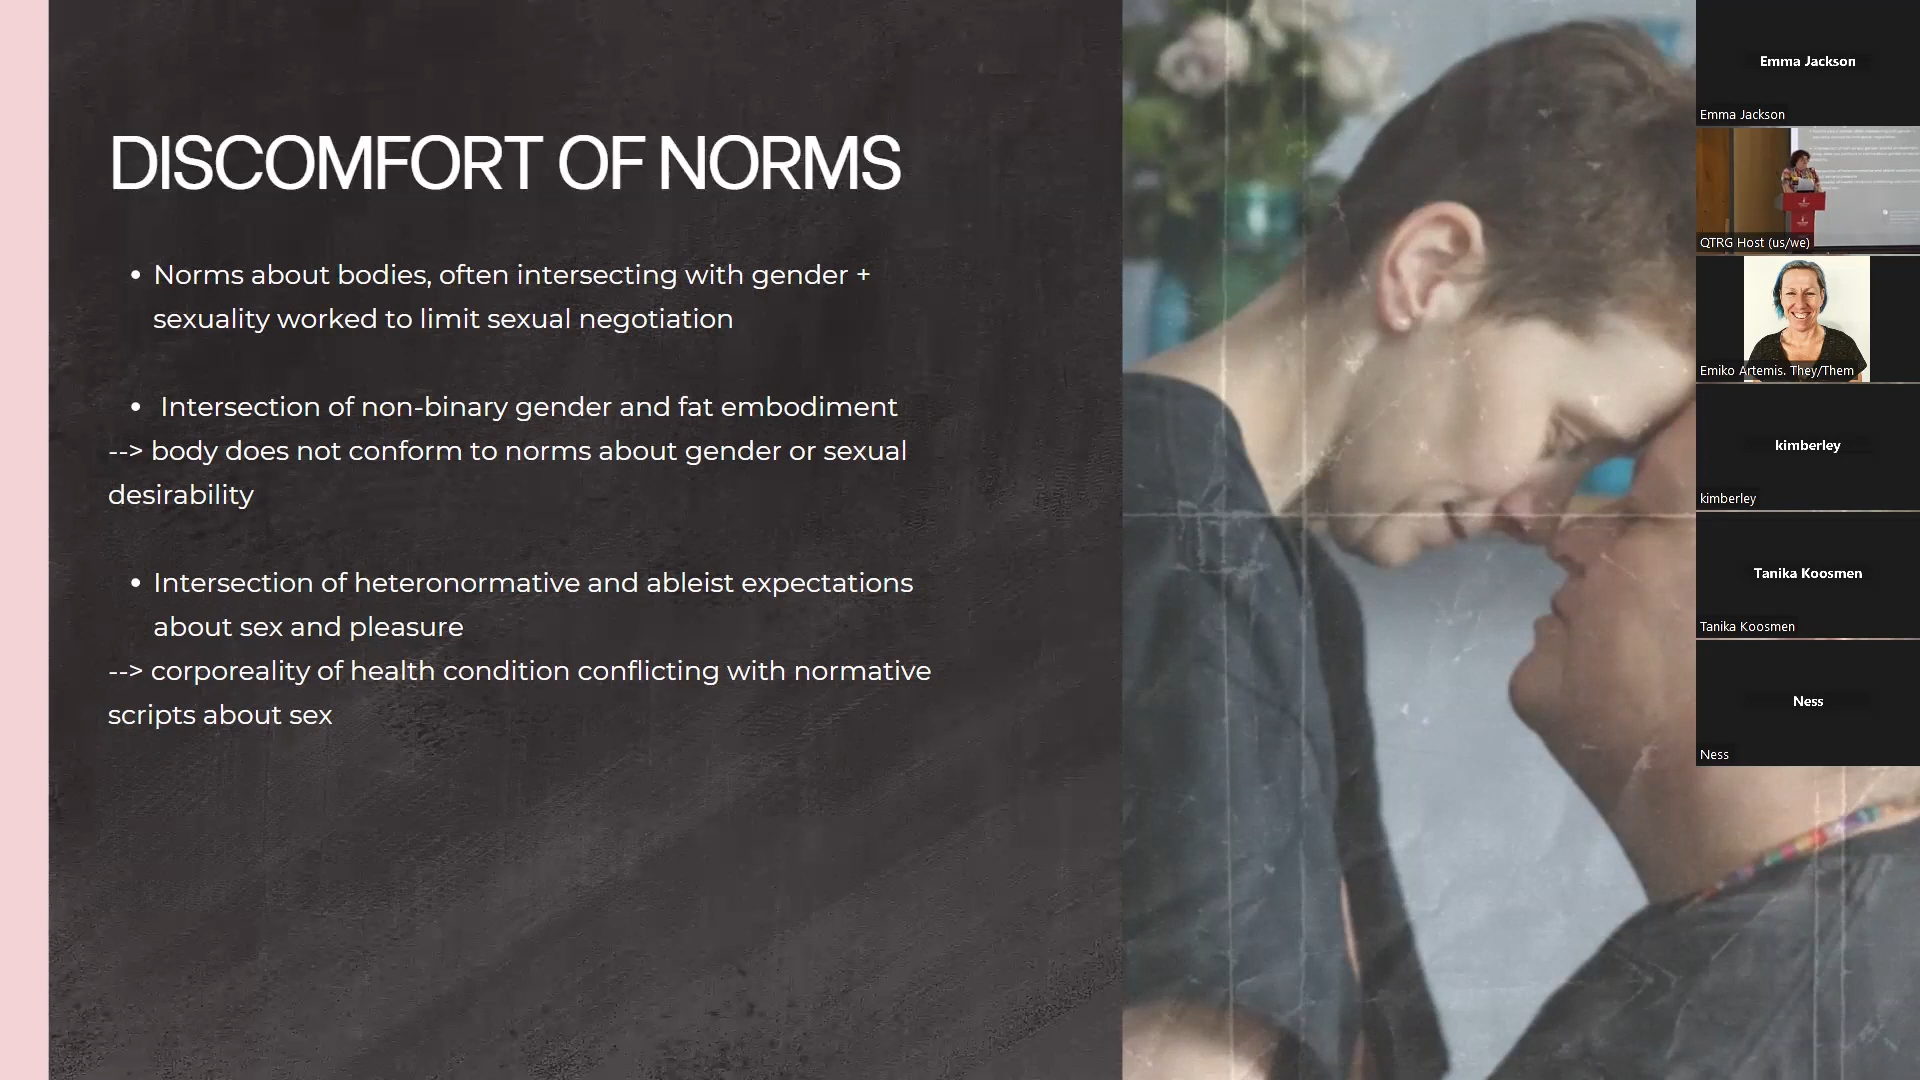 DISCOMFORT OF NORMS
• Norms about bodies, often intersecting with gender +
sexuality worked to limit sexual negotiation
• Intersection of non-binary gender and fat embodiment
--> body does not conform to norms about gender or sexual
desirability
• Intersection of heteronormative and ableist expectations
about sex and pleasure
--> corporeality of health condition conflicting with normative
scripts about sex
Emma Jackson
Emma Jackson
QTRG Host (us/we)
Emiko Artemis. They/Them
kimberley
kimberley
Tanika Koosmen
Tanika Koosmen
Ness
Ness